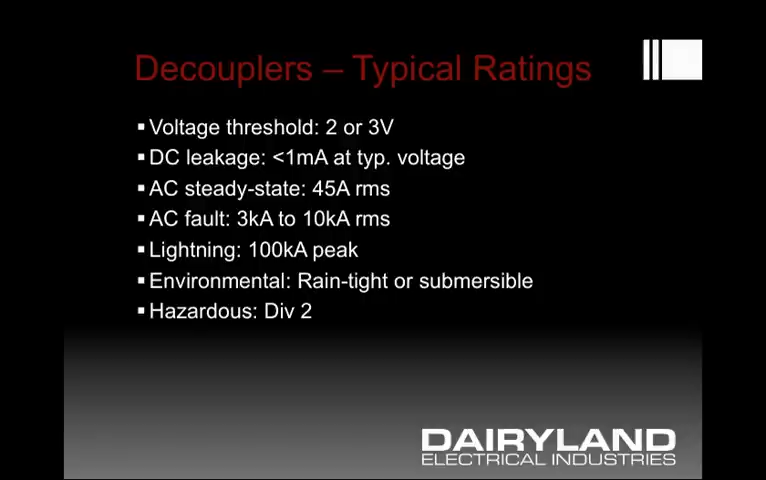 Decouplers – Typical Ratings
▪ Voltage threshold: 2 or 3V
▪ DC leakage: <1mA at typ. voltage
▪ AC steady-state: 45A rms
▪ AC fault: 3kA to 10kA rms
▪ Lightning: 100kA peak
▪ Environmental: Rain-tight or submersible
▪ Hazardous: Div 2
DAIRYLAND
ELECTRICAL INDUSTRIES